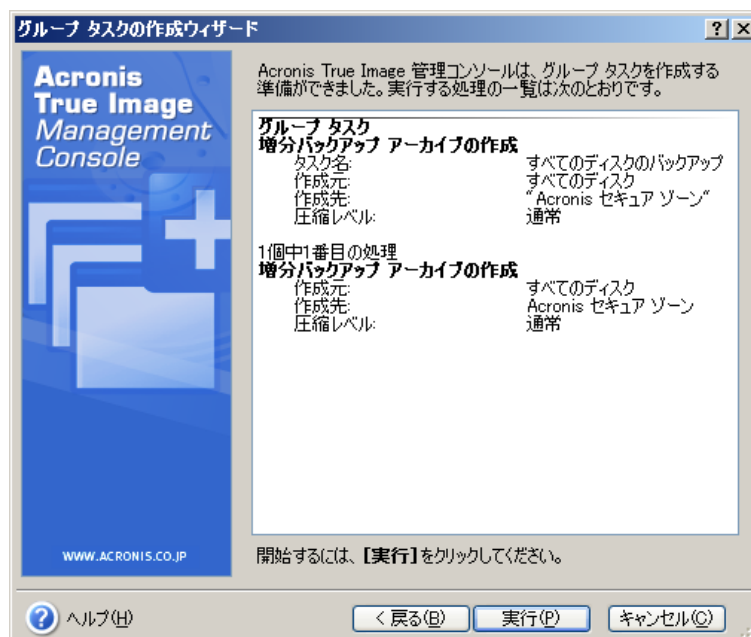 グループ タスクの作成ウィザード
Acronis
True Image
Management
Console
Acronis True Image 管理コンソールは、グループ タスクを作成する
準備ができました。実行する処理の一覧は次のとおりです。
グループ タスク
増分バックアップ アーカイブの作成
タスク名: すべてのディスクのバックアップ
作成元: すべてのディスク
作成先: "Acronis セキュア ゾーン"
圧縮レベル: 通常
1個中1番目の処理
増分バックアップ アーカイブの作成
作成元: すべてのディスク
作成先: Acronis セキュア ゾーン
圧縮レベル: 通常
WWW.ACRONIS.CO.JP
開始するには、[実行]をクリックしてください。
ヘルプ(H)
< 戻る(B)
実行(P)
キャンセル(C)